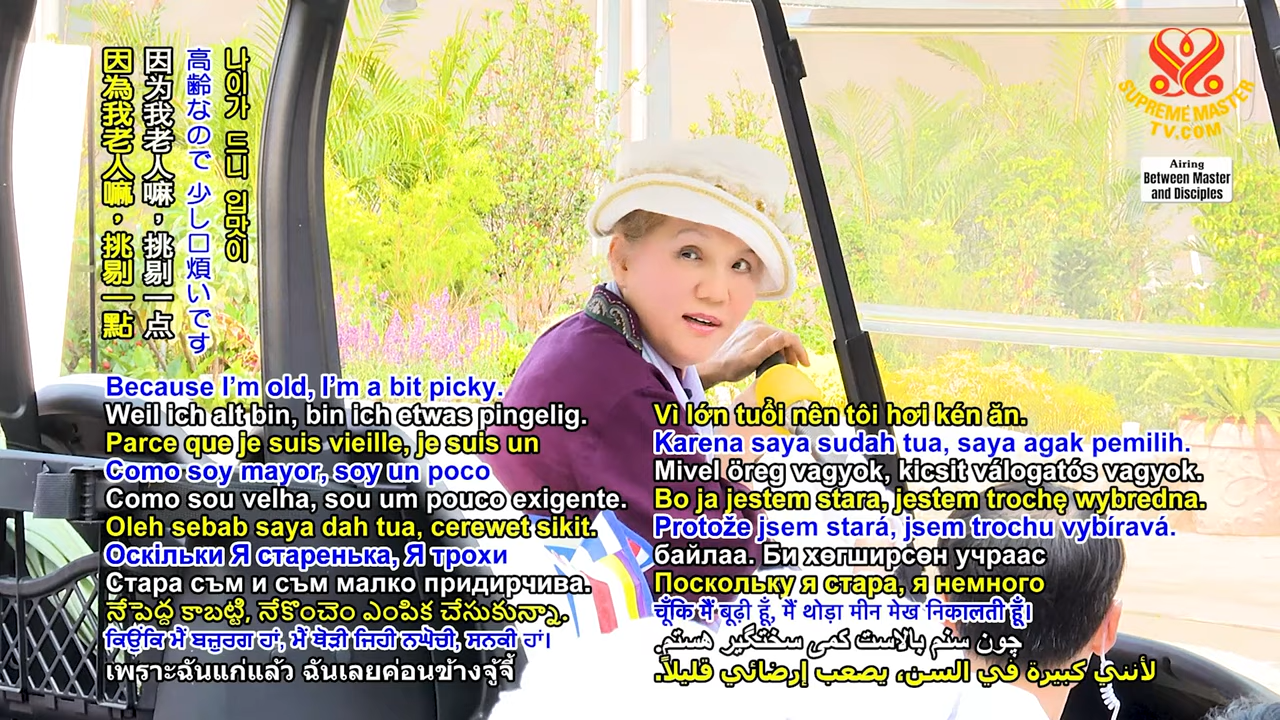 나이가 드니 입맛이
高齢なので 少し口煩いです
因为我老人嘛，挑剔一点
因為我老人嘛，挑剔一點
SUPREME MASTER
TV.COM
Airing
Between Master
and Disciples
Because I’m old, I’m a bit picky.
Weil ich alt bin, bin ich etwas pingelig.
Parce que je suis vieille, je suis un
Como soy mayor, soy un poco
Como sou velha, sou um pouco exigente.
Oleh sebab saya dah tua, cerewet sikit.
Оскільки Я старенька, Я трохи
Стара съм и съм малко придирчива.
నేపెద్ద కాబట్టి, నేకొంచెం ఎంపిక చేసుకున్నా.
ਕਿਉਂਕਿ ਮੈਂ ਬਜ਼ੁਰਗ ਹਾਂ, ਮੈਂ ਥੋੜੀ ਜਿਹੀ ਨਘੋਚੀ, ਸਨਕੀ ਹਾਂ।
เพราะฉันแก่แล้ว ฉันเลยค่อนข้างจู้จี้
Vì lớn tuổi nên tôi hơi kén ăn.
Karena saya sudah tua, saya agak pemilih.
Mivel öreg vagyok, kicsit válogatós vagyok.
Bo ja jestem stara, jestem trochę wybredna.
Protože jsem stará, jsem trochu vybíravá.
байлаа. Би хөгширсөн учраас
Поскольку я стара, я немного
चूँकि मैं बूढ़ी हूँ, मैं थोड़ा मीन मेख निकालती हूँ।
چون سنم بالاست کمی سختگیر هستم.
لأنني كبيرة في السن، يصعب إرضائي قليلاً.